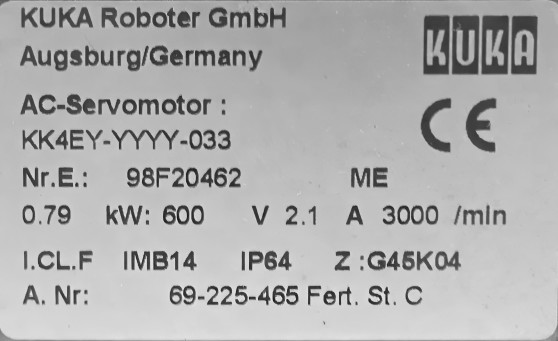 KUKA Roboter GmbH
KUKA
Augsburg/Germany
AC-Servomotor :
KK4EY-YYYY-033
Nr.E.: 98F20462 ME
0.79 kW: 600 V 2.1 A 3000 /min
I.CL.F IMB14 IP64 Z :G45K04
A. Nr: 69-225-465 Fert. St. C